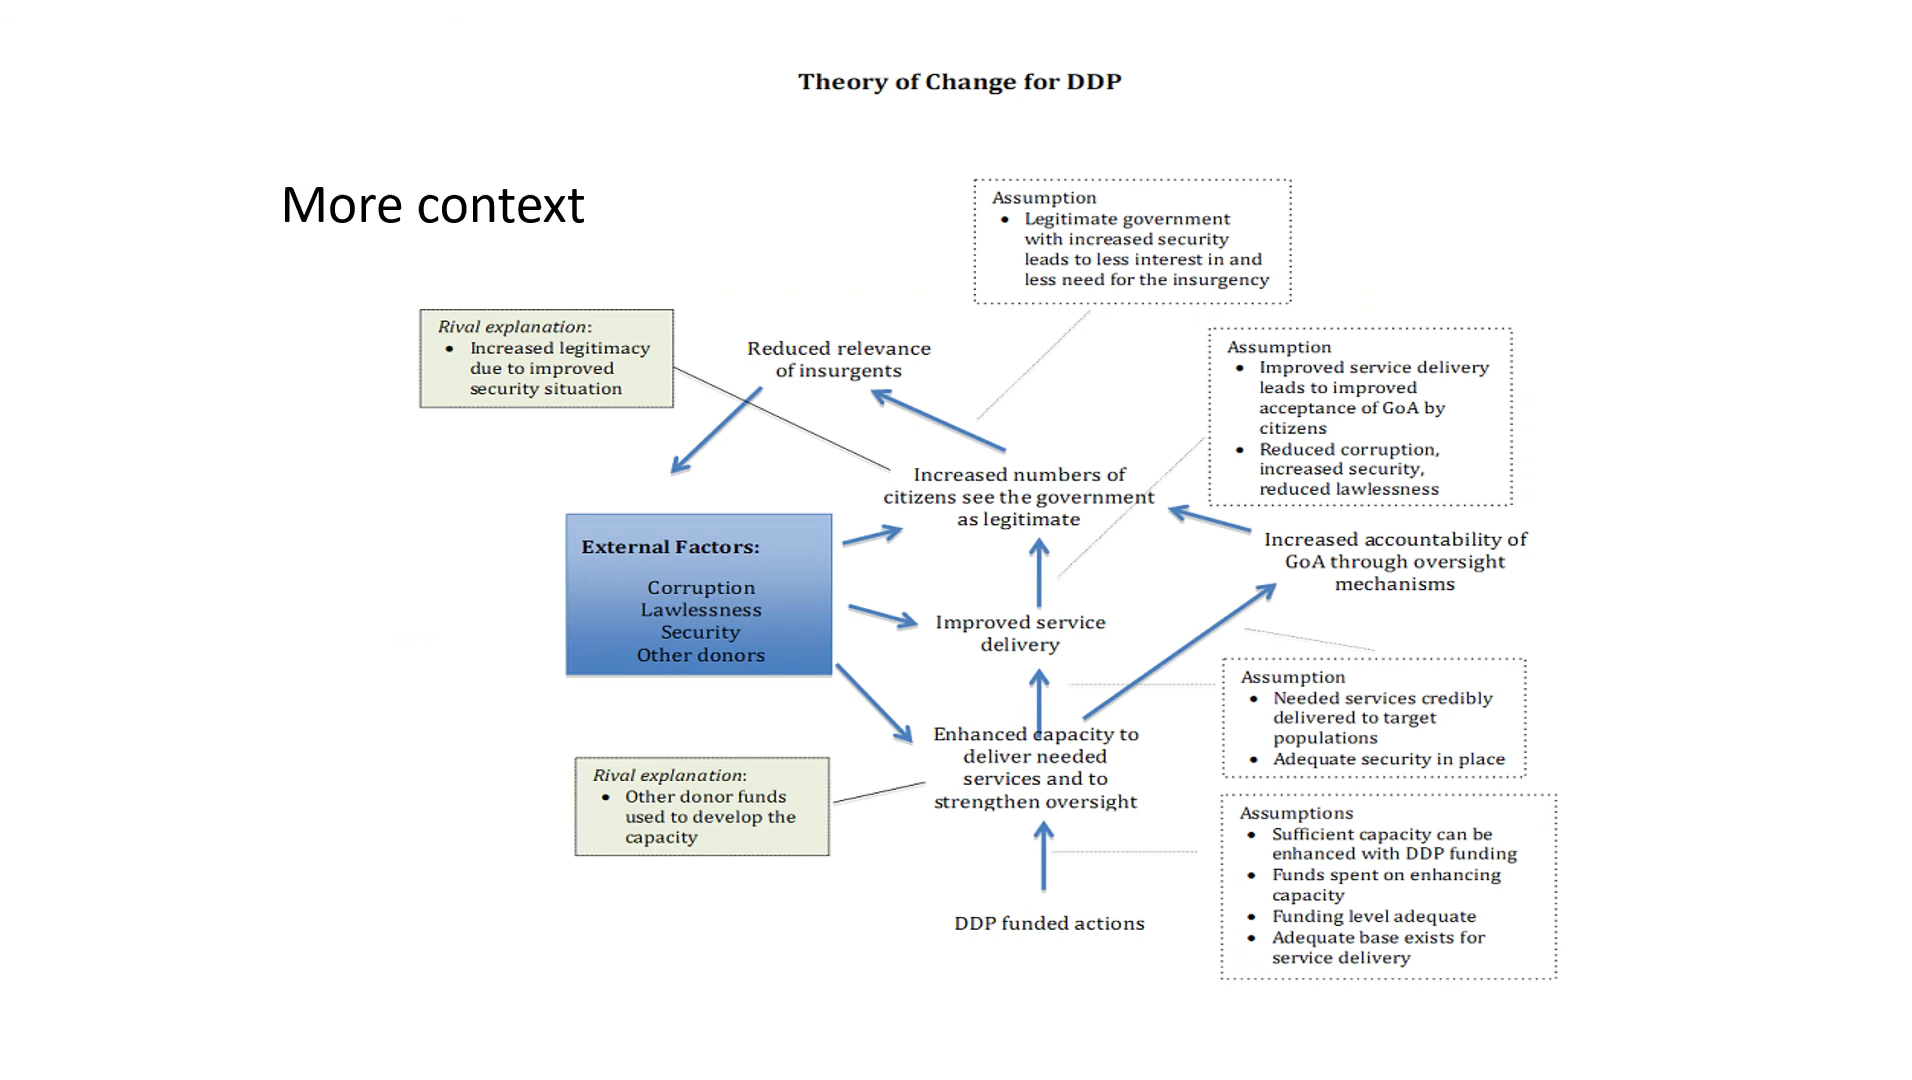 Theory of Change for DDP
More context
Assumption
• Legitimate government
with increased security
leads to less interest in and
less need for the insurgency
Rival explanation:
• Increased legitimacy
due to improved
security situation
Reduced relevance
of insurgents
Assumption
• Improved service delivery
leads to improved
acceptance of GoA by
citizens
• Reduced corruption,
increased security,
reduced lawlessness
Increased numbers of
citizens see the government
as legitimate
External Factors:
Corruption
Lawlessness
Security
Other donors
Increased accountability of
GoA through oversight
mechanisms
Improved service
delivery
Assumption
• Needed services credibly
delivered to target
populations
• Adequate security in place
Enhanced capacity to
deliver needed
services and to
strengthen oversight
Rival explanation:
• Other donor funds
used to develop the
capacity
Assumptions
• Sufficient capacity can be
enhanced with DDP funding
• Funds spent on enhancing
capacity
• Funding level adequate
• Adequate base exists for
service delivery
DDP funded actions